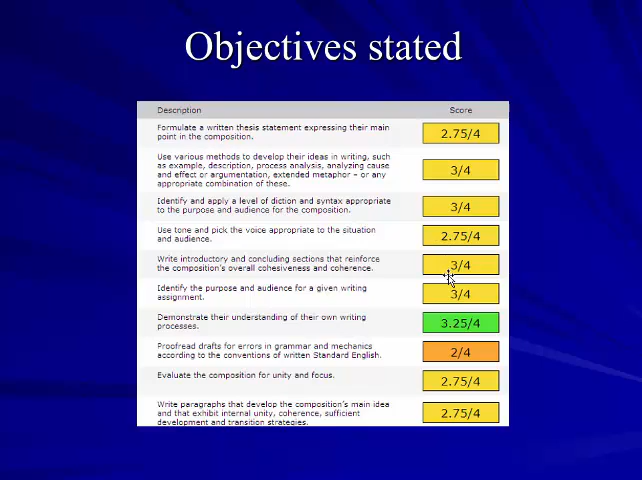 Objectives stated
Description Score
Formulate a written thesis statement expressing their main
point in the composition.
2.75/4
Use various methods to develop their ideas in writing, such
as example, description, process analysis, analyzing cause
and effect or argumentation, extended metaphor – or any
appropriate combination of these.
3/4
Identify and apply a level of diction and syntax appropriate
to the purpose and audience for the composition.
3/4
Use tone and pick the voice appropriate to the situation
and audience.
2.75/4
Write introductory and concluding sections that reinforce
the composition's overall cohesiveness and coherence.
3/4
Identify the purpose and audience for a given writing
assignment.
3/4
Demonstrate their understanding of their own writing
processes.
3.25/4
Proofread drafts for errors in grammar and mechanics
according to the conventions of written Standard English.
2/4
Evaluate the composition for unity and focus.
2.75/4
Write paragraphs that develop the composition's main idea
and that exhibit internal unity, coherence, sufficient
development and transition strategies.
2.75/4